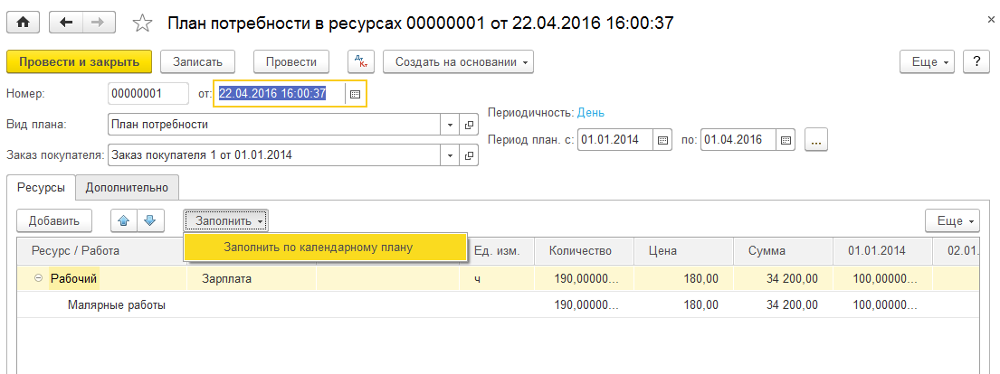 План потребности в ресурсах 00000001 от 22.04.2016 16:00:37
Провести и закрыть Записать Провести Дт Кт Создать на основании Еще ?
Номер: 00000001 от: 22.04.2016 16:00:37
Вид плана: План потребности Периодичность: День
Период план. с: 01.01.2014 по: 01.04.2016 ...
Заказ покупателя: Заказ покупателя 1 от 01.01.2014
Ресурсы Дополнительно
Добавить Заполнить Еще
Заполнить по календарному плану
Ресурс / Работа Ед. изм. Количество Цена Сумма 01.01.2014 02.01.
Рабочий Зарплата ч 190,00000... 180,00 34 200,00 100,00000...
Малярные работы 190,00000... 180,00 34 200,00 100,00000...